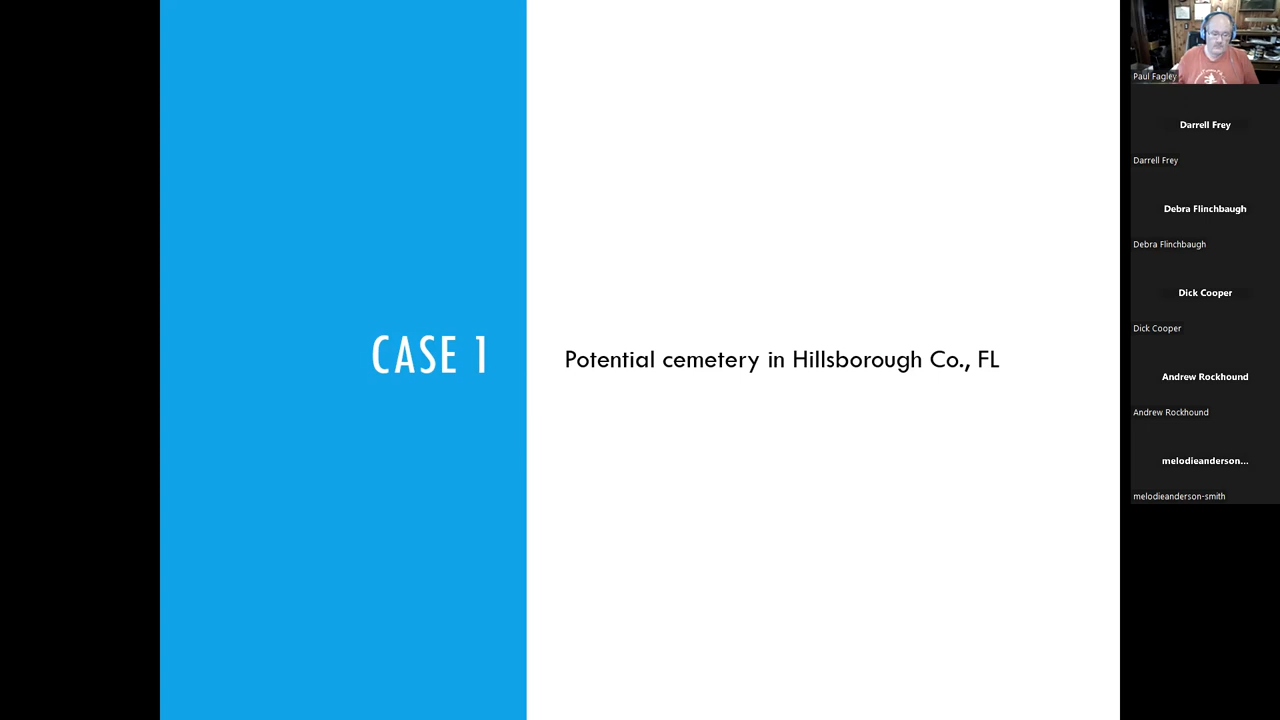 CASE 1
Potential cemetery in Hillsborough Co., FL
Paul Fagley
Darrell Frey
Darrell Frey
Debra Flinchbaugh
Debra Flinchbaugh
Dick Cooper
Dick Cooper
Andrew Rockhound
Andrew Rockhound
melodieanderson...
melodieanderson-smith